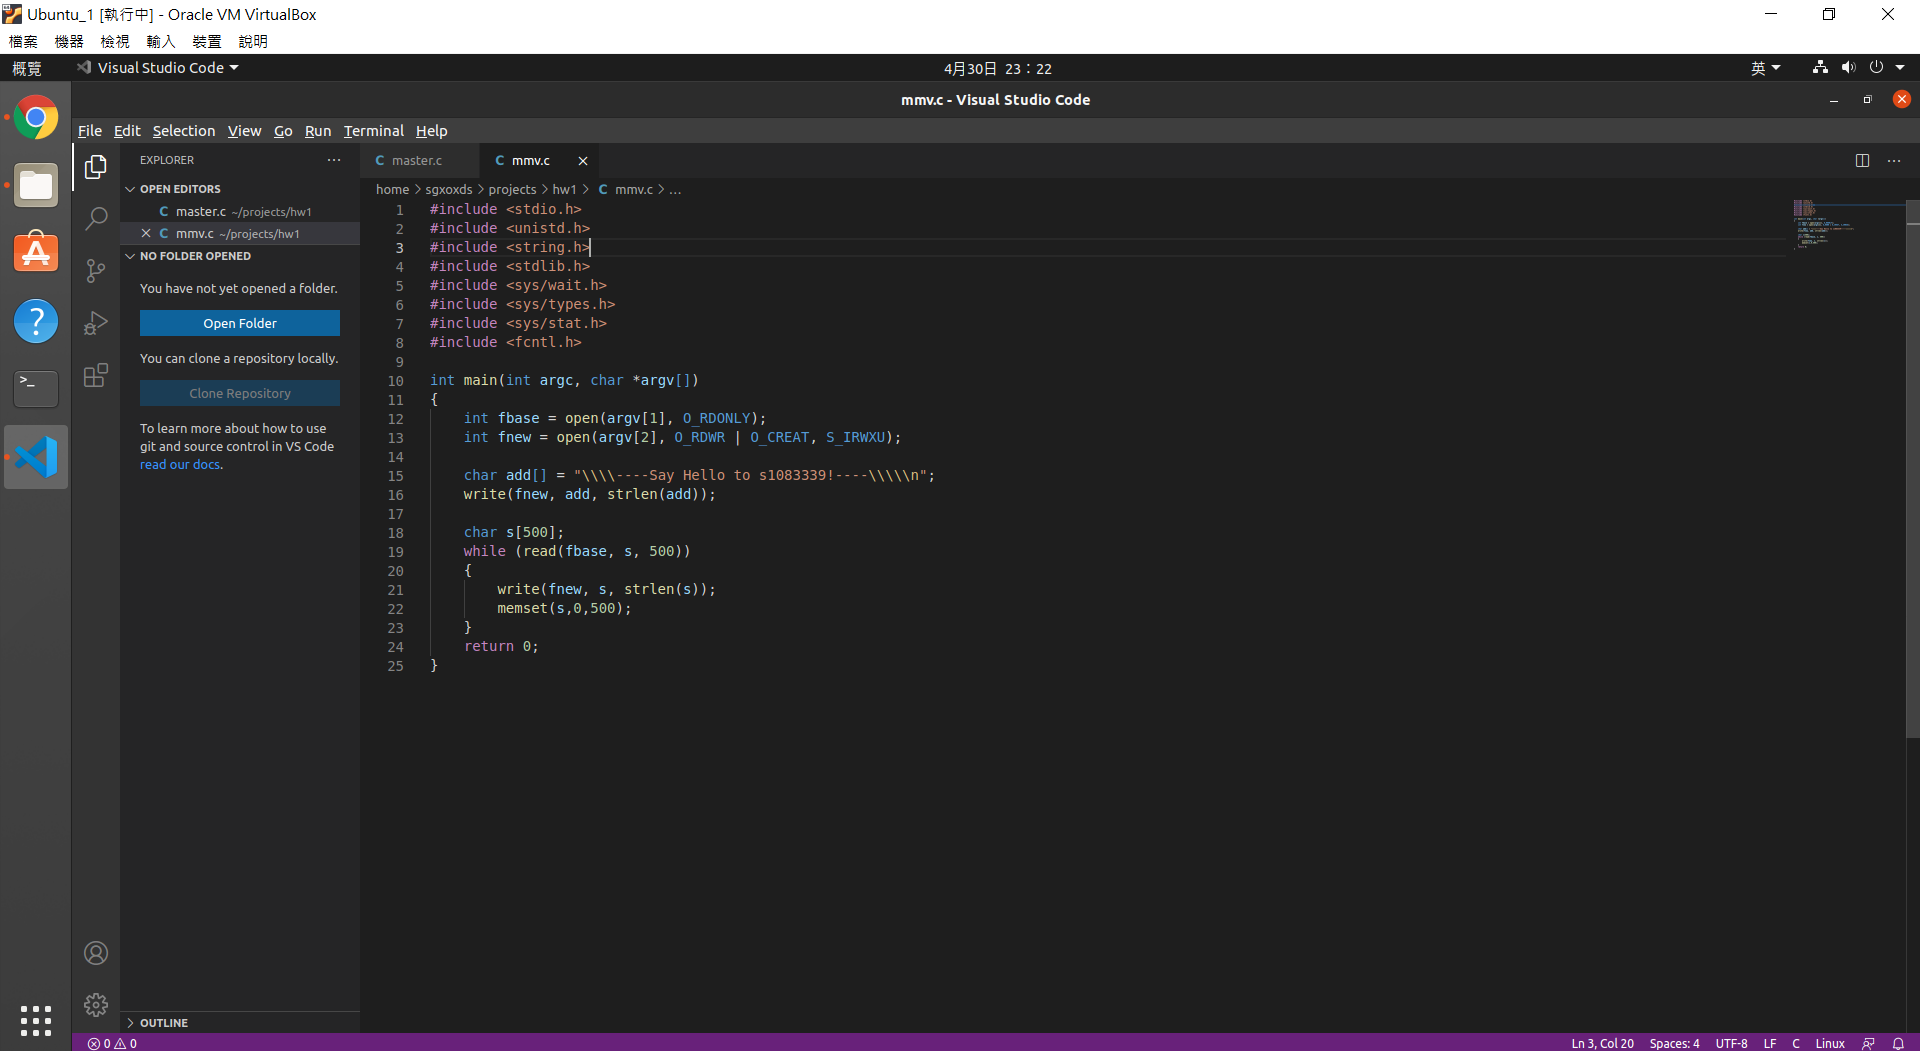 Ubuntu_1 [執行中] - Oracle VM VirtualBox
檔案 機器 檢視 輸入 裝置 說明
概覽 Visual Studio Code 4月30日 23：22 英
mmv.c - Visual Studio Code
File Edit Selection View Go Run Terminal Help
EXPLORER
OPEN EDITORS
master.c ~/projects/hw1
mmv.c ~/projects/hw1
NO FOLDER OPENED
You have not yet opened a folder.
Open Folder
You can clone a repository locally.
Clone Repository
To learn more about how to use
git and source control in VS Code
read our docs.
OUTLINE
C master.c C mmv.c
home > sgxoxds > projects > hw1 > C mmv.c > ...
1 #include <stdio.h>
2 #include <unistd.h>
3 #include <string.h>
4 #include <stdlib.h>
5 #include <sys/wait.h>
6 #include <sys/types.h>
7 #include <sys/stat.h>
8 #include <fcntl.h>
9
10 int main(int argc, char *argv[])
11 {
12 int fbase = open(argv[1], O_RDONLY);
13 int fnew = open(argv[2], O_RDWR | O_CREAT, S_IRWXU);
14
15 char add[] = "\\\\----Say Hello to s1083339!----\\\\\n";
16 write(fnew, add, strlen(add));
17
18 char s[500];
19 while (read(fbase, s, 500))
20 {
21 write(fnew, s, strlen(s));
22 memset(s,0,500);
23 }
24 return 0;
25 }
0 0 Ln 3, Col 20 Spaces: 4 UTF-8 LF C Linux